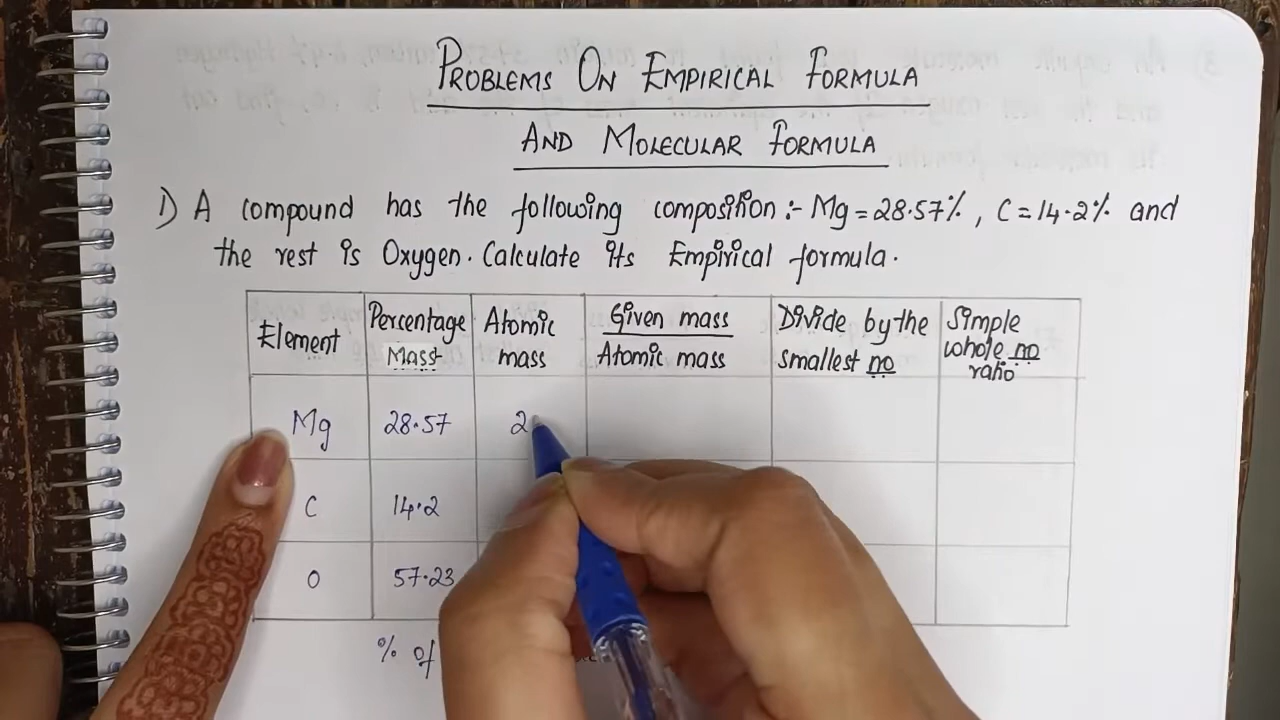 PROBLEMS ON EMPIRICAL FORMULA
AND MOLECULAR FORMULA
1) A compound has the following composition :- Mg = 28.57%, C = 14.2% and
the rest is Oxygen. Calculate its Empirical formula.
Element Percentage Mass Atomic mass Given mass / Atomic mass Divide by the smallest no Simple whole no ratio
Mg 28.57 2
C 14.2
O 57.23
% of